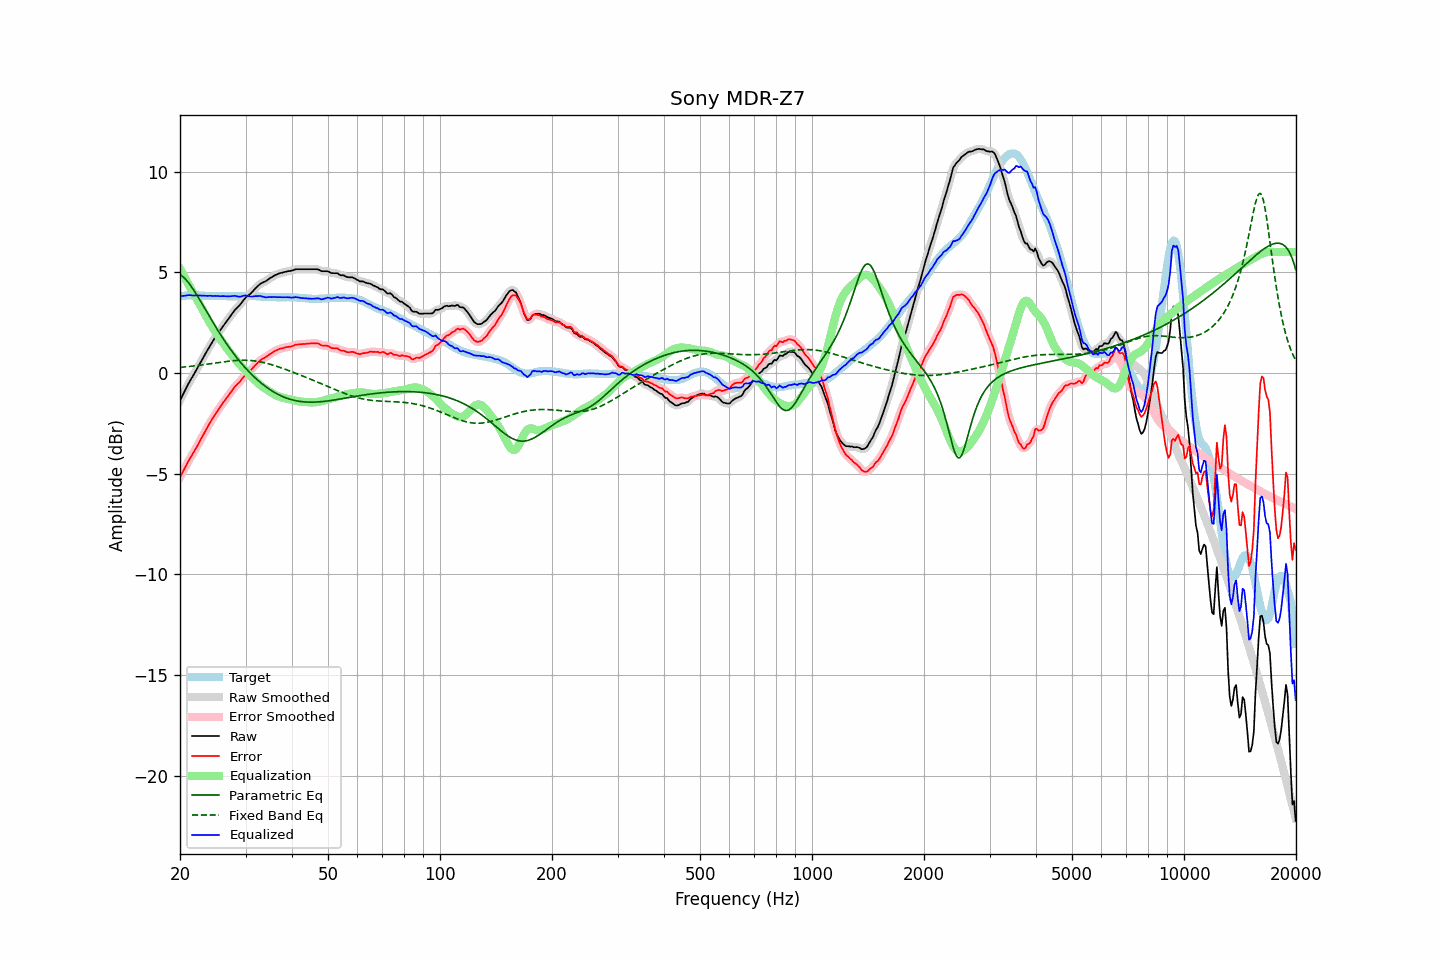 Sony MDR-Z7
10
5
0
−5
−10
−15
−20
Amplitude (dBr)
Target
Raw Smoothed
Error Smoothed
Raw
Error
Equalization
Parametric Eq
Fixed Band Eq
Equalized
20 50 100 200 500 1000 2000 5000 10000 20000
Frequency (Hz)